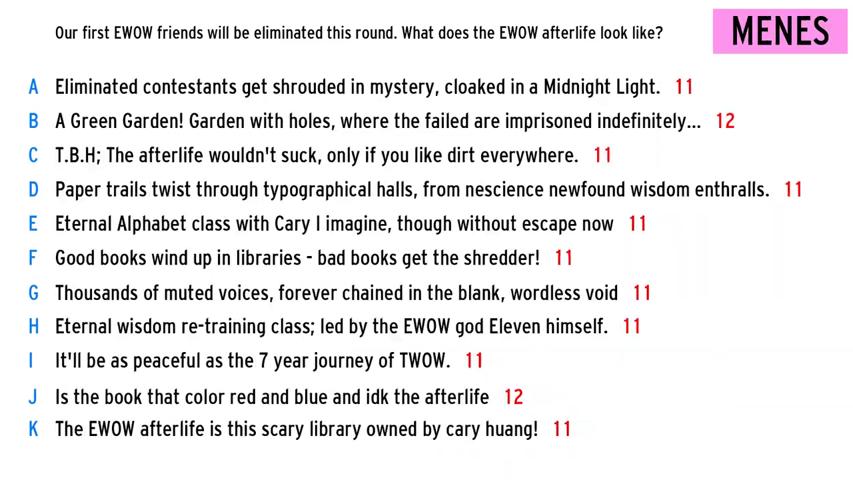 Our first EWOW friends will be eliminated this round. What does the EWOW afterlife look like?
MENES
A Eliminated contestants get shrouded in mystery, cloaked in a Midnight Light. 11
B A Green Garden! Garden with holes, where the failed are imprisoned indefinitely... 12
C T.B.H; The afterlife wouldn't suck, only if you like dirt everywhere. 11
D Paper trails twist through typographical halls, from nescience newfound wisdom enthralls. 11
E Eternal Alphabet class with Cary I imagine, though without escape now 11
F Good books wind up in libraries - bad books get the shredder! 11
G Thousands of muted voices, forever chained in the blank, wordless void 11
H Eternal wisdom re-training class; led by the EWOW god Eleven himself. 11
I It'll be as peaceful as the 7 year journey of TWOW. 11
J Is the book that color red and blue and idk the afterlife 12
K The EWOW afterlife is this scary library owned by cary huang! 11